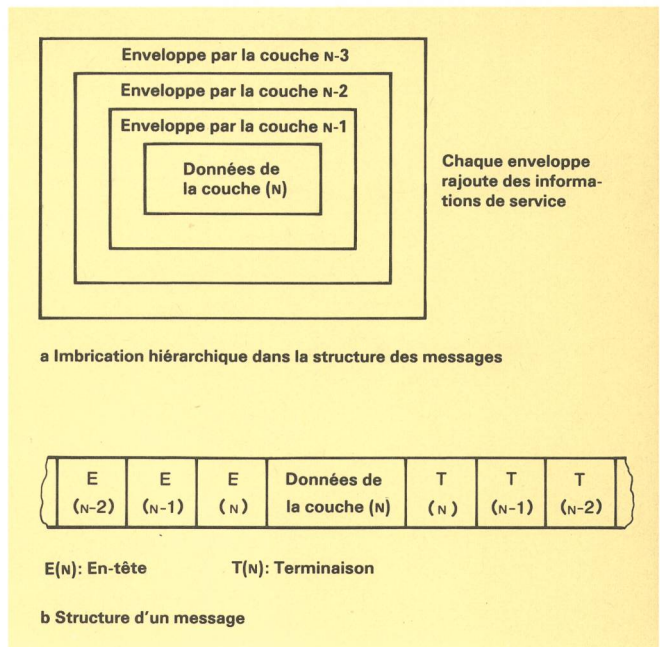 Enveloppe par la couche N-3
Enveloppe par la couche N-2
Enveloppe par la couche N-1
Données de
la couche (N)
Chaque enveloppe
rajoute des informa-
tions de service
a Imbrication hiérarchique dans la structure des messages
E E E Données de T T T
(N-2) (N-1) (N) la couche (N) (N) (N-1) (N-2)
E(N): En-tête T(N): Terminaison
b Structure d'un message